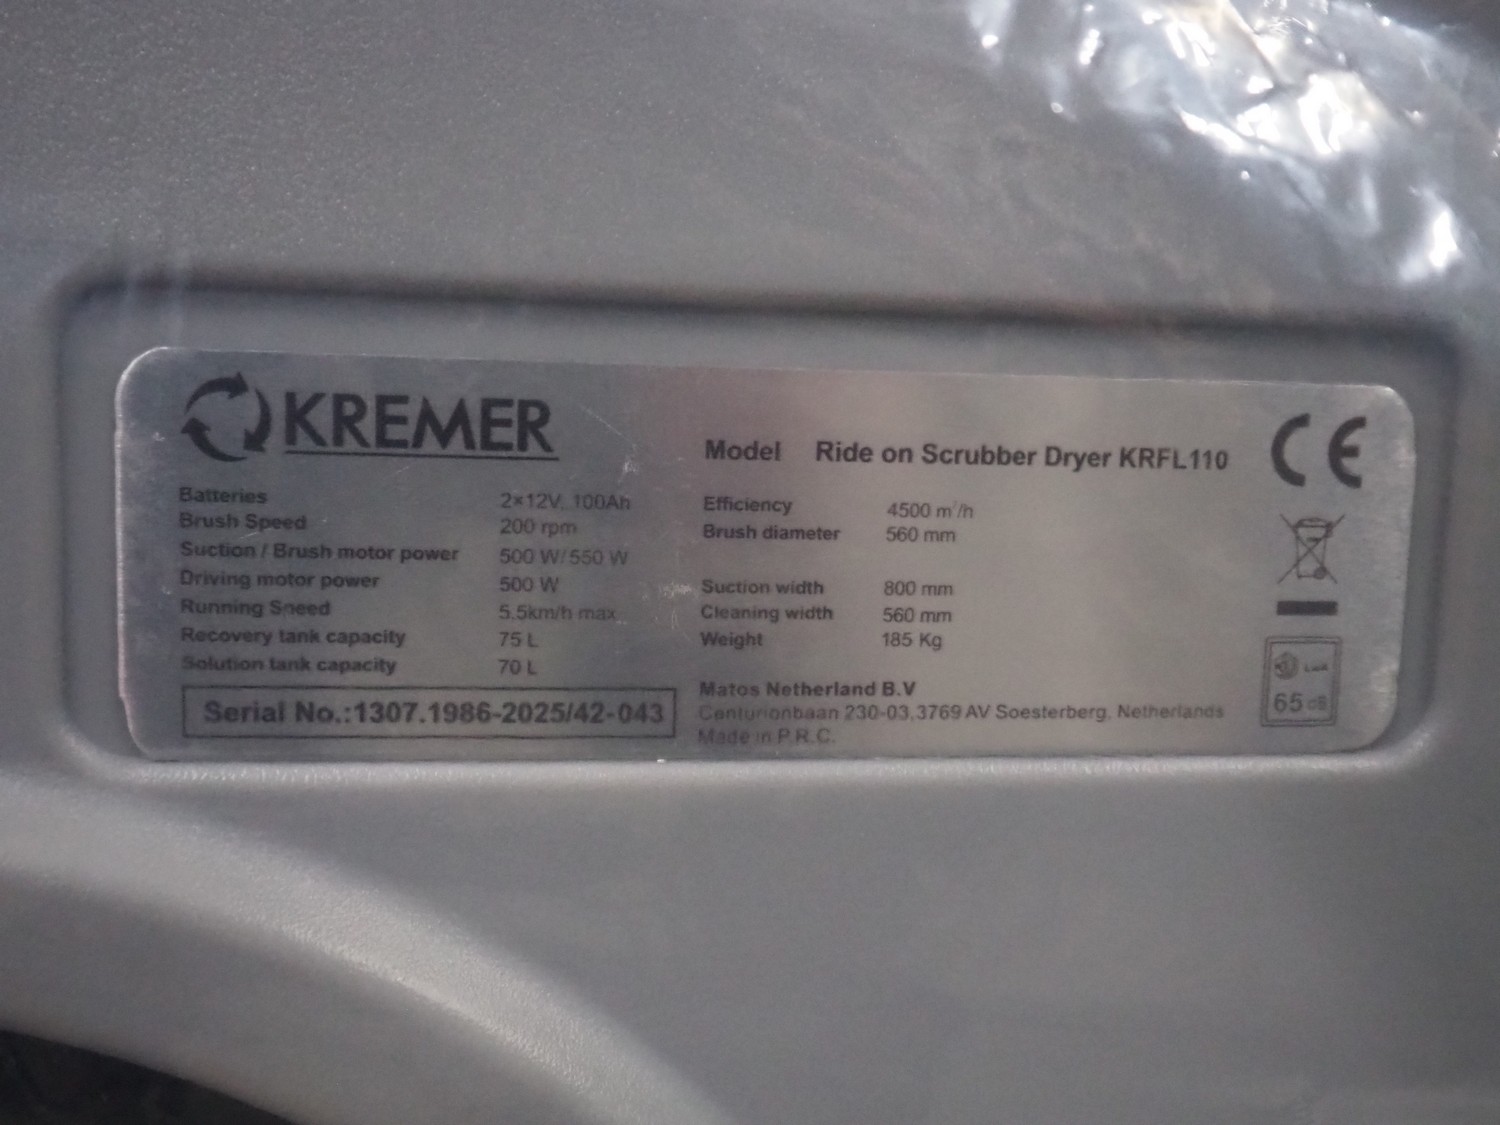 KREMER
Model Ride on Scrubber Dryer KRFL110
CE
Batteries 2×12V, 100Ah
Brush Speed 200 rpm
Suction / Brush motor power 500 W/550 W
Driving motor power 500 W
Running Speed 5.5km/h max.
Recovery tank capacity 75 L
Solution tank capacity 70 L
Serial No.:1307.1986-2025/42-043
Efficiency 4500 m²/h
Brush diameter 560 mm
Suction width 800 mm
Cleaning width 560 mm
Weight 185 Kg
Matos Netherland B.V
Centurionbaan 230-03,3769 AV Soesterberg, Netherlands
Made in P.R.C.
LwA
65 dB